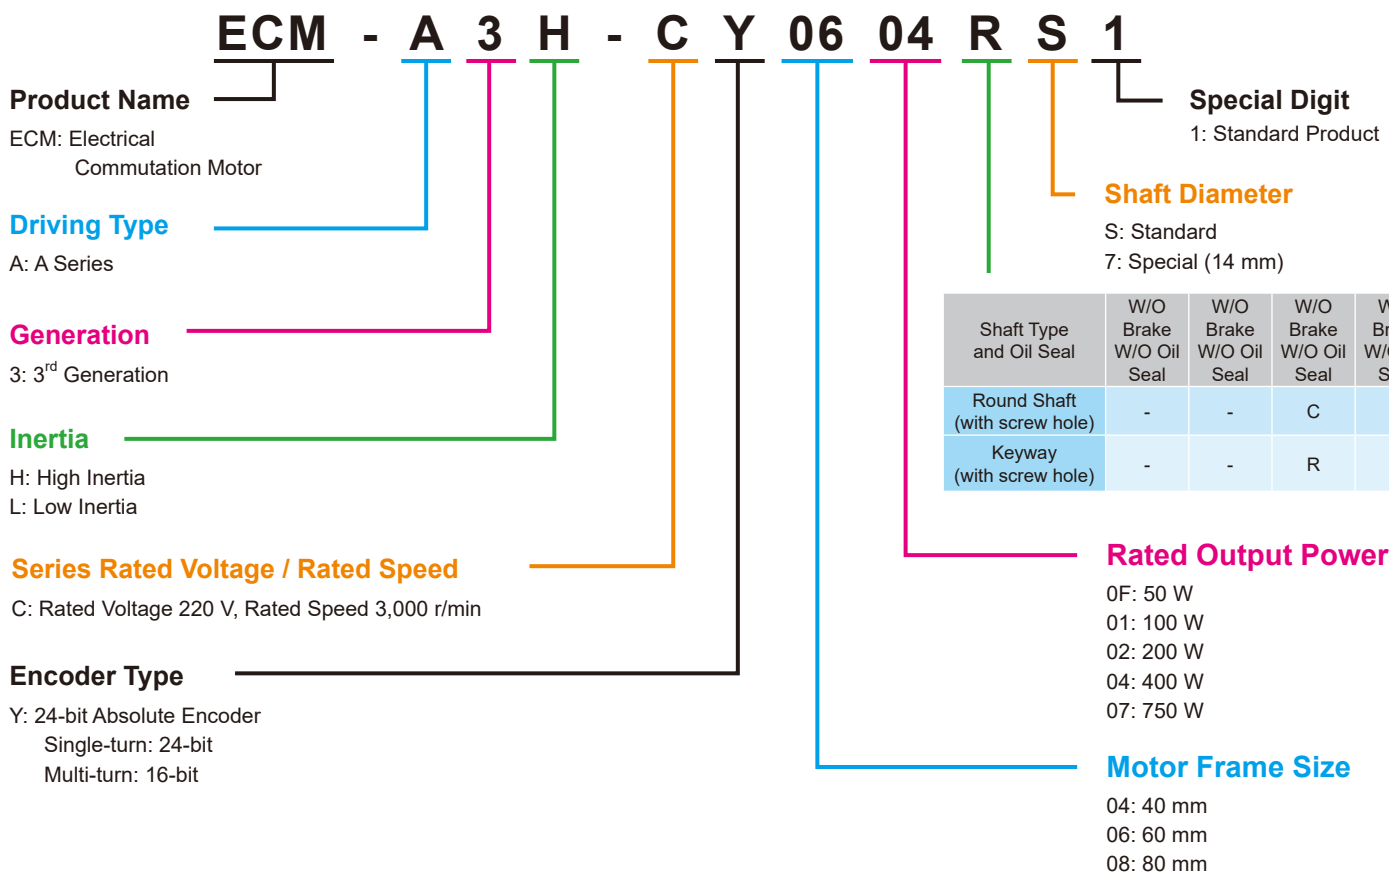 ECM - A 3 H - C Y 06 04 R S 1
Product Name
ECM: Electrical
Commutation Motor
Driving Type
A: A Series
Generation
3: 3rd Generation
Inertia
H: High Inertia
L: Low Inertia
Series Rated Voltage / Rated Speed
C: Rated Voltage 220 V, Rated Speed 3,000 r/min
Encoder Type
Y: 24-bit Absolute Encoder
Single-turn: 24-bit
Multi-turn: 16-bit
Special Digit
1: Standard Product
Shaft Diameter
S: Standard
7: Special (14 mm)
Shaft Type
and Oil Seal
W/O
Brake
W/O Oil
Seal
W/O
Brake
W/O Oil
Seal
W/O
Brake
W/O Oil
Seal
Round Shaft
(with screw hole)
- - C
Keyway
(with screw hole)
- - R
Rated Output Power
0F: 50 W
01: 100 W
02: 200 W
04: 400 W
07: 750 W
Motor Frame Size
04: 40 mm
06: 60 mm
08: 80 mm